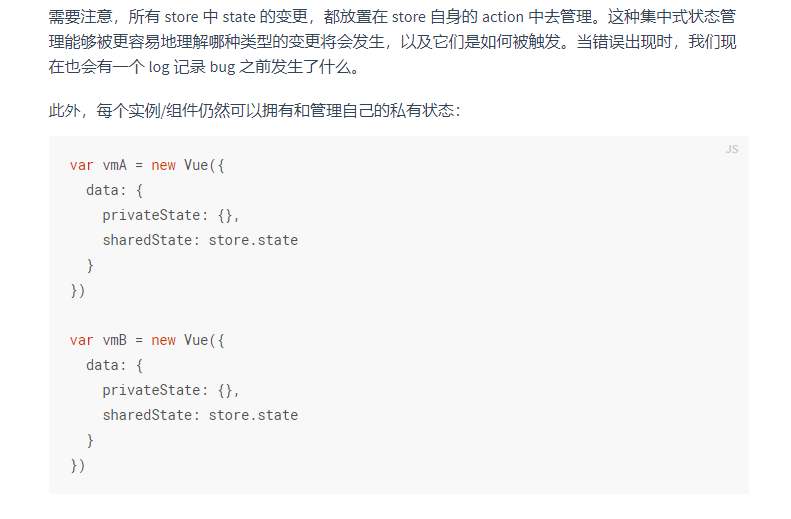 需要注意，所有 store 中 state 的变更，都放置在 store 自身的 action 中去管理。这种集中式状态管
理能够被更容易地理解哪种类型的变更将会发生，以及它们是如何被触发。当错误出现时，我们现
在也会有一个 log 记录 bug 之前发生了什么。
此外，每个实例/组件仍然可以拥有和管理自己的私有状态：
JS
var vmA = new Vue({
  data: {
    privateState: {},
    sharedState: store.state
  }
})
var vmB = new Vue({
  data: {
    privateState: {},
    sharedState: store.state
  }
})